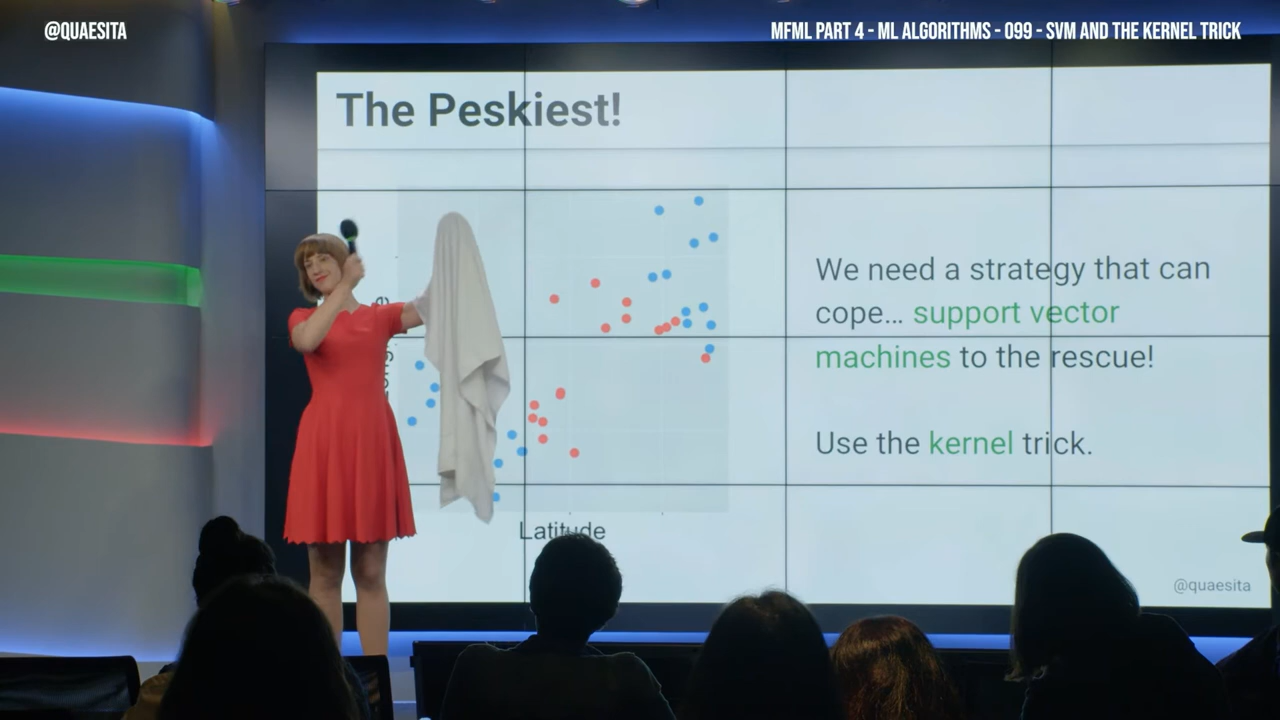 @QUAESITA
MFML PART 4 - ML ALGORITHMS - 099 - SVM AND THE KERNEL TRICK
The Peskiest!
We need a strategy that can
cope... support vector
machines to the rescue!
Use the kernel trick.
Latitude
@quaesita